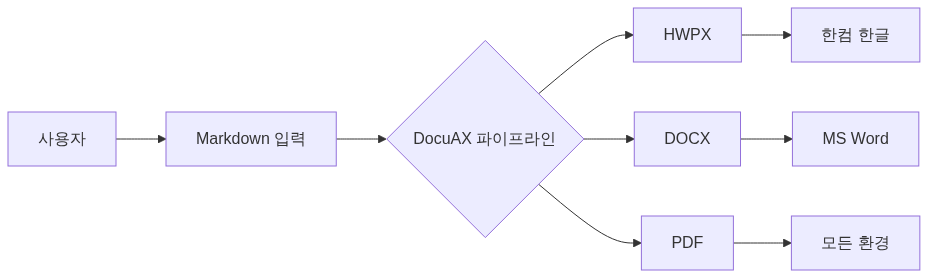 사용자
Markdown 입력
DocuAX 파이프라인
HWPX
한컴 한글
DOCX
MS Word
PDF
모든 환경